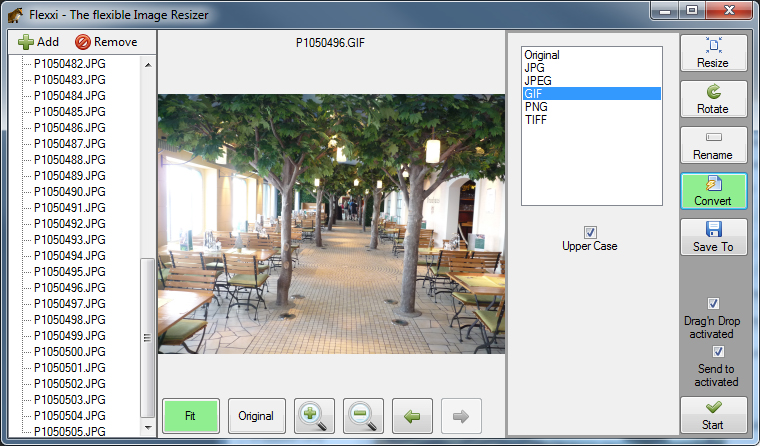 Flexxi - The flexible Image Resizer
Add
Remove
P1050482.JPG
P1050483.JPG
P1050484.JPG
P1050485.JPG
P1050486.JPG
P1050487.JPG
P1050488.JPG
P1050489.JPG
P1050490.JPG
P1050491.JPG
P1050492.JPG
P1050493.JPG
P1050494.JPG
P1050495.JPG
P1050496.JPG
P1050497.JPG
P1050498.JPG
P1050499.JPG
P1050500.JPG
P1050501.JPG
P1050502.JPG
P1050503.JPG
P1050504.JPG
P1050505.JPG
P1050496.GIF
Fit
Original
Original
JPG
JPEG
GIF
PNG
TIFF
Upper Case
Resize
Rotate
Rename
Convert
Save To
Drag'n Drop
activated
Send to
activated
Start